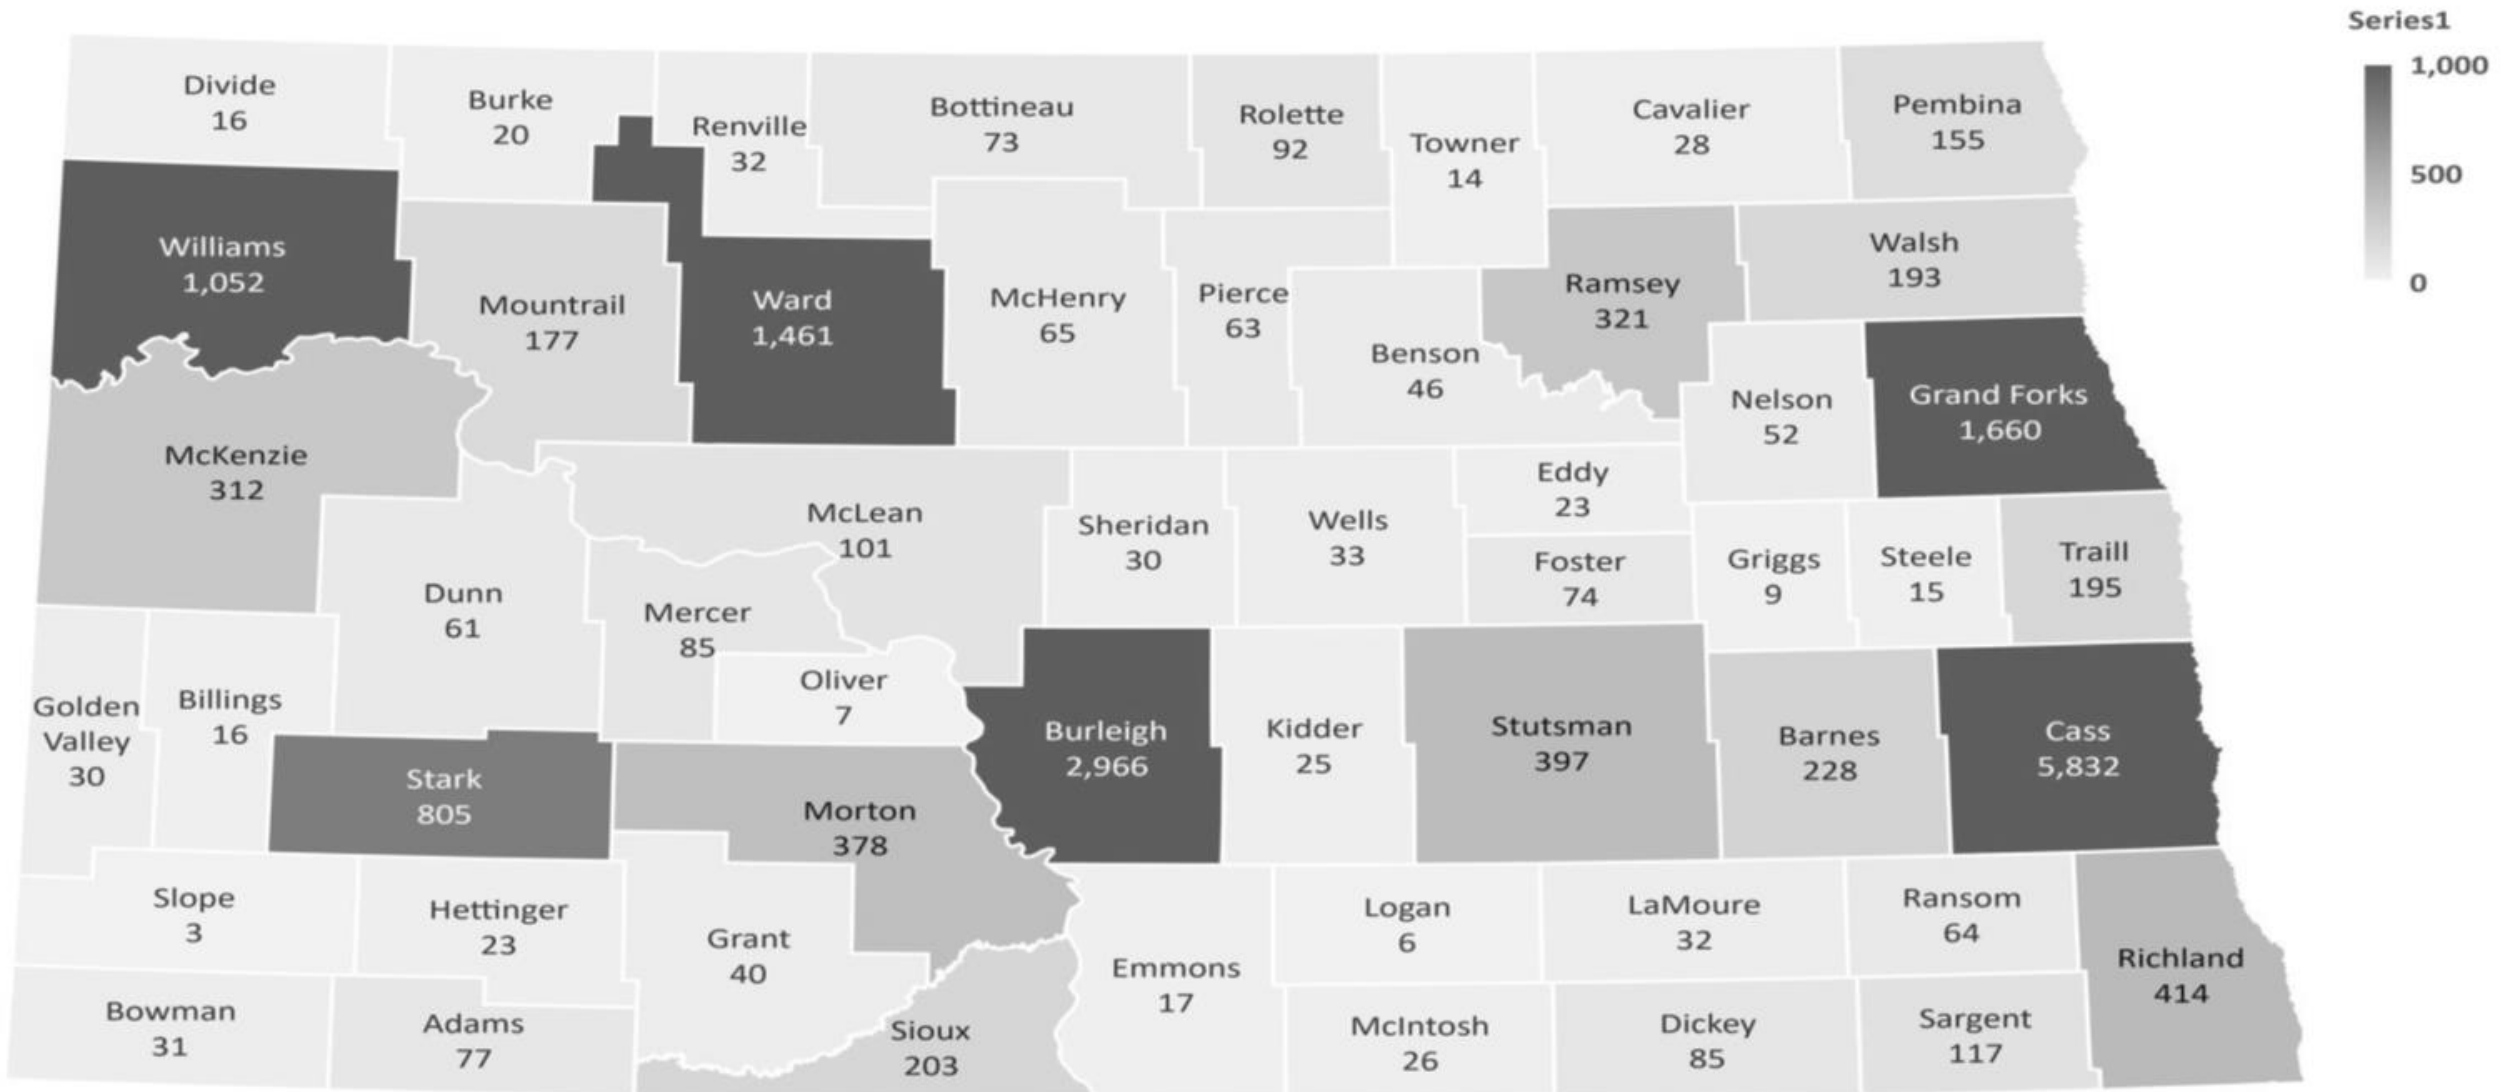 Series1
1,000
500
0
Divide
16
Burke
20
Renville
32
Bottineau
73
Rolette
92
Towner
14
Cavalier
28
Pembina
155
Williams
1,052
Mountrail
177
Ward
1,461
McHenry
65
Pierce
63
Benson
46
Ramsey
321
Walsh
193
Nelson
52
Grand Forks
1,660
McKenzie
312
Dunn
61
McLean
101
Mercer
85
Oliver
7
Sheridan
30
Wells
33
Eddy
23
Foster
74
Griggs
9
Steele
15
Traill
195
Golden
Valley
30
Billings
16
Stark
805
Morton
378
Burleigh
2,966
Kidder
25
Stutsman
397
Barnes
228
Cass
5,832
Slope
3
Hettinger
23
Grant
40
Bowman
31
Adams
77
Sioux
203
Emmons
17
Logan
6
McIntosh
26
LaMoure
32
Dickey
85
Ransom
64
Sargent
117
Richland
414